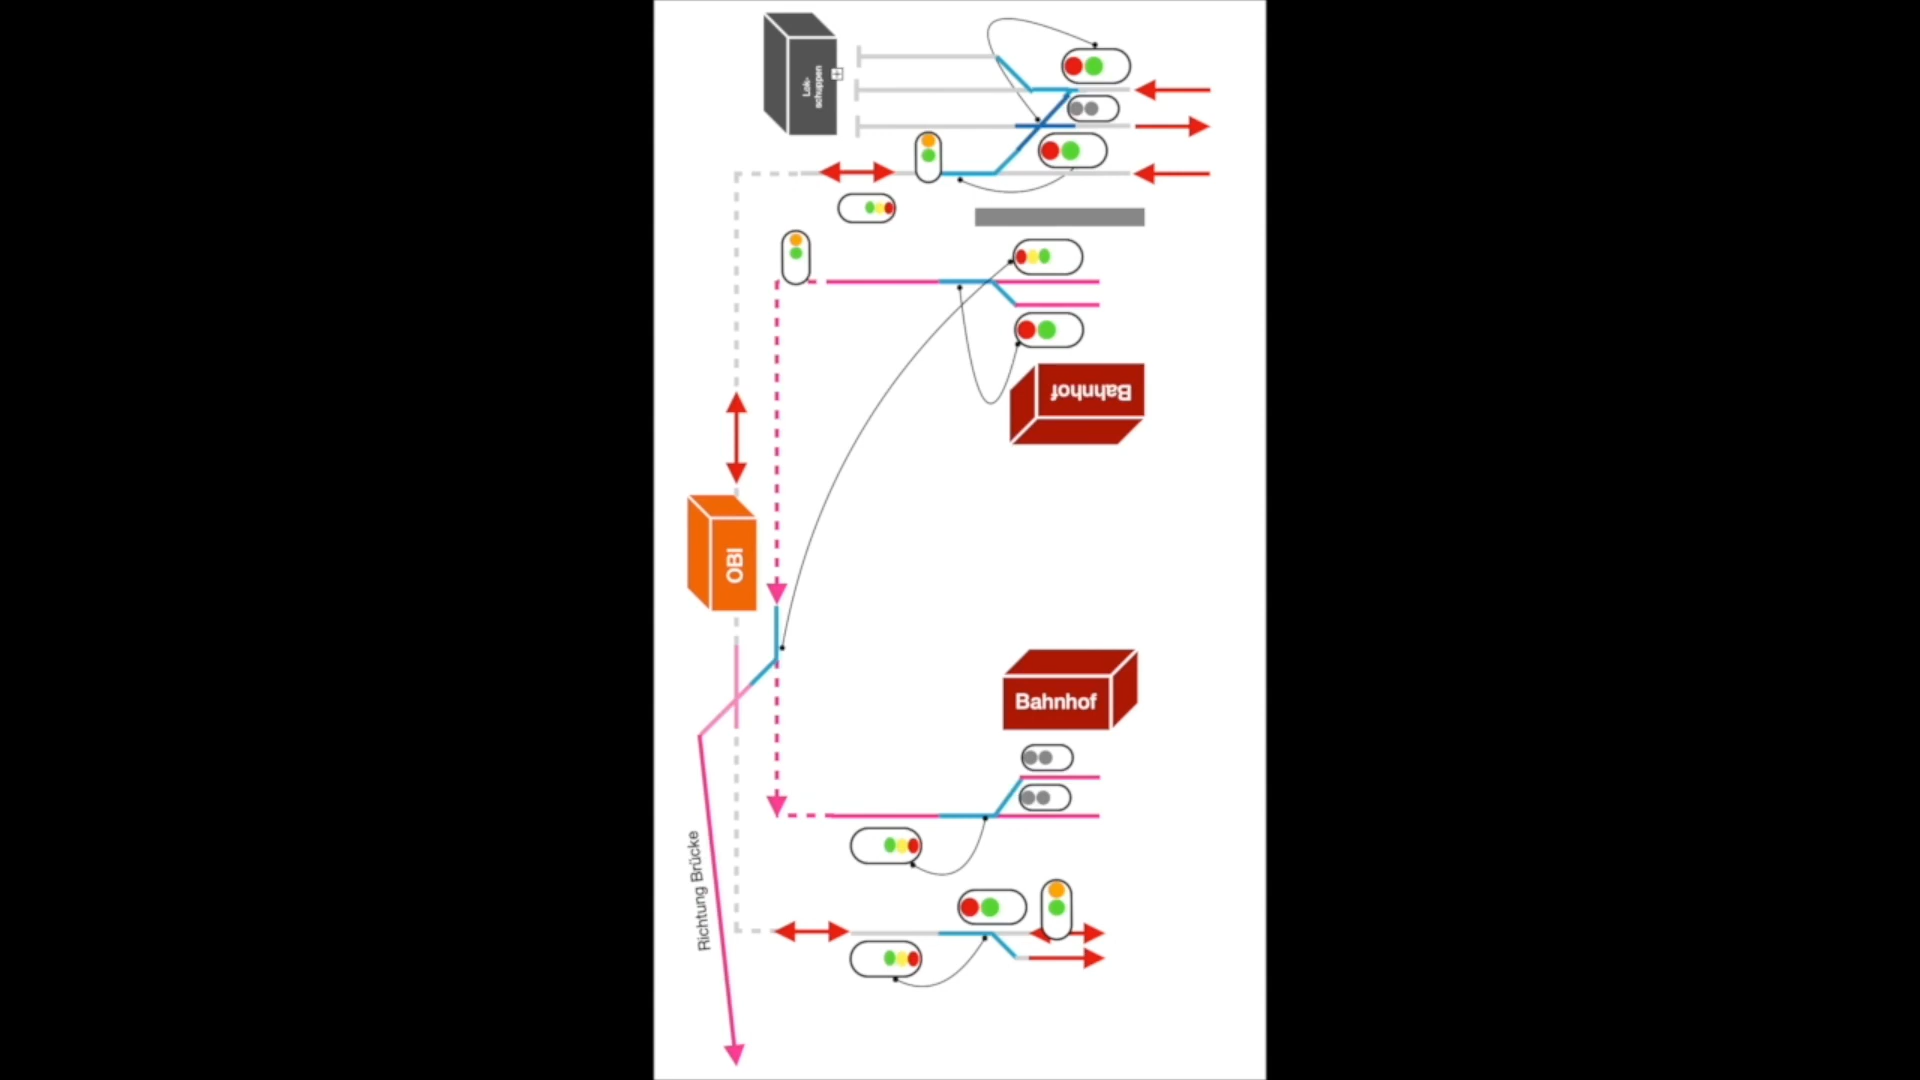 Lok-
schuppen
Bahnhof
OBI
Bahnhof
Richtung Brücke